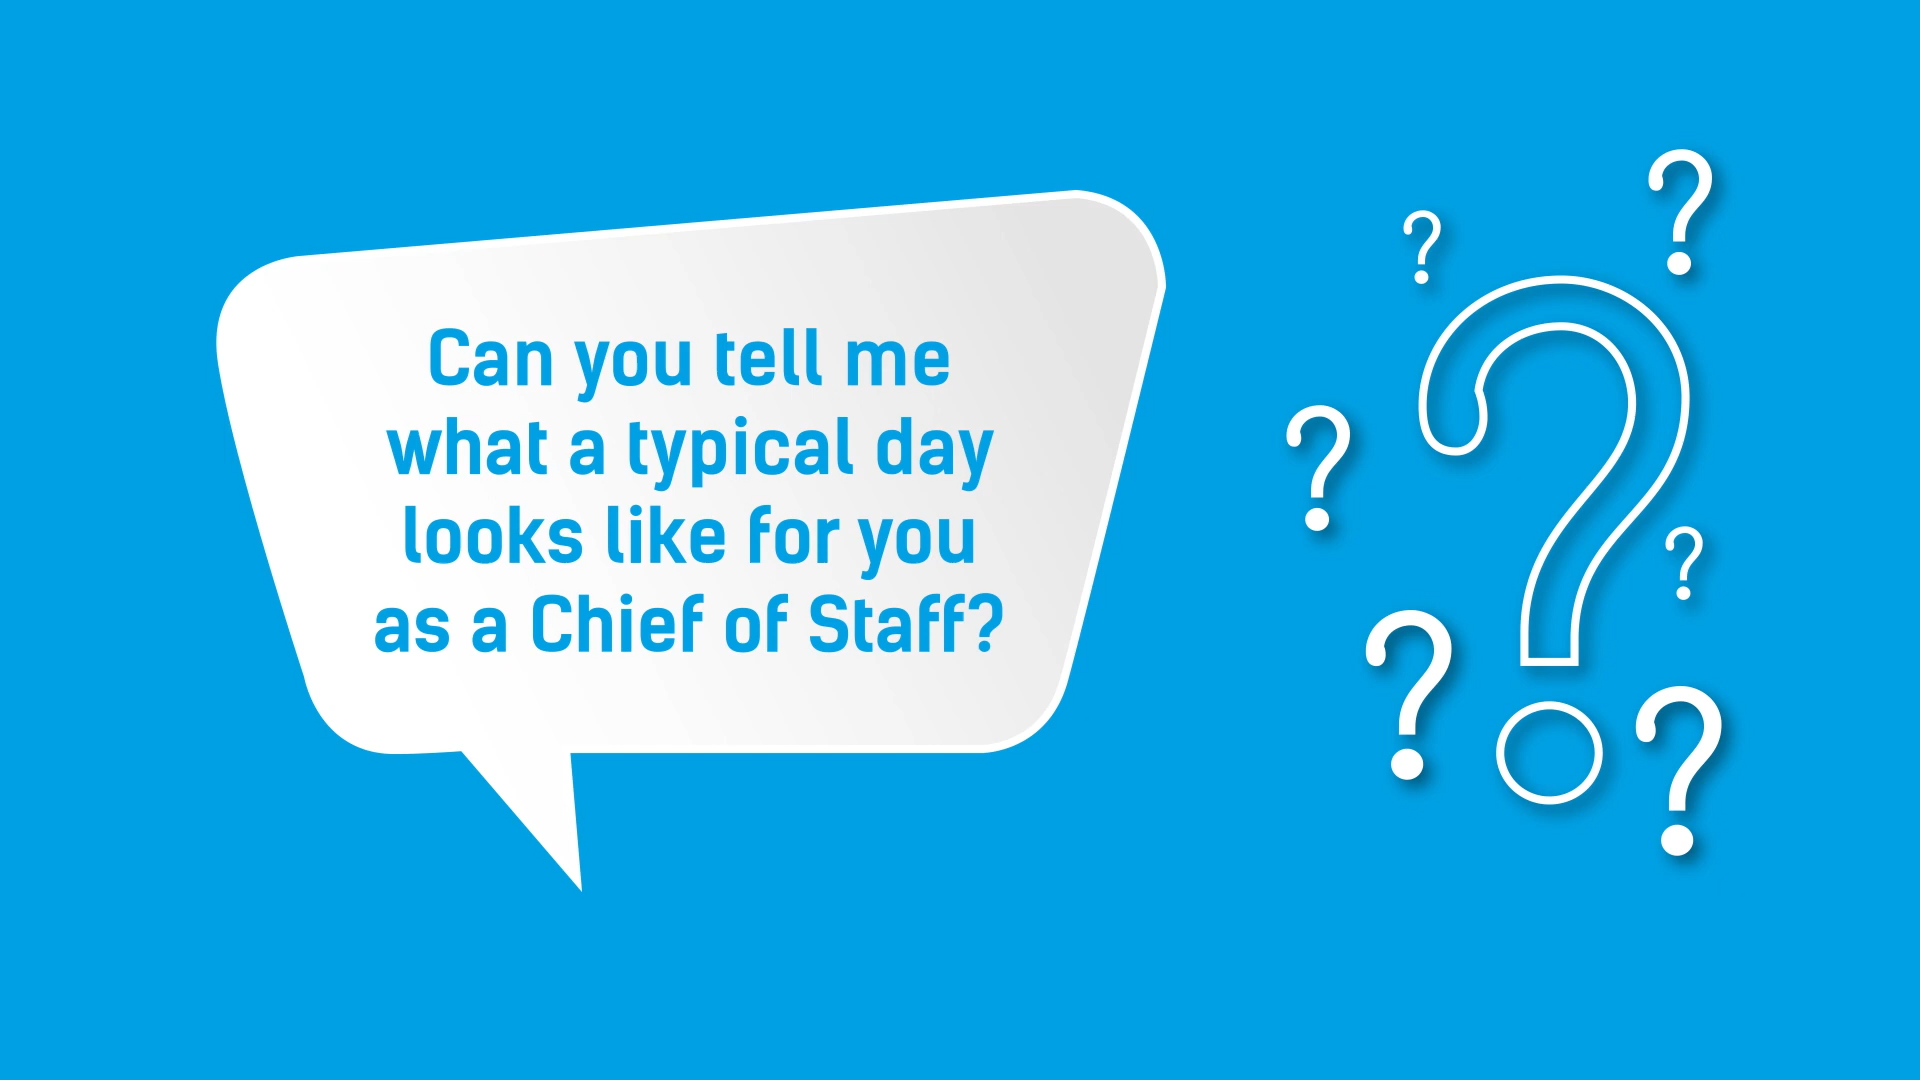 Can you tell me
what a typical day
looks like for you
as a Chief of Staff?